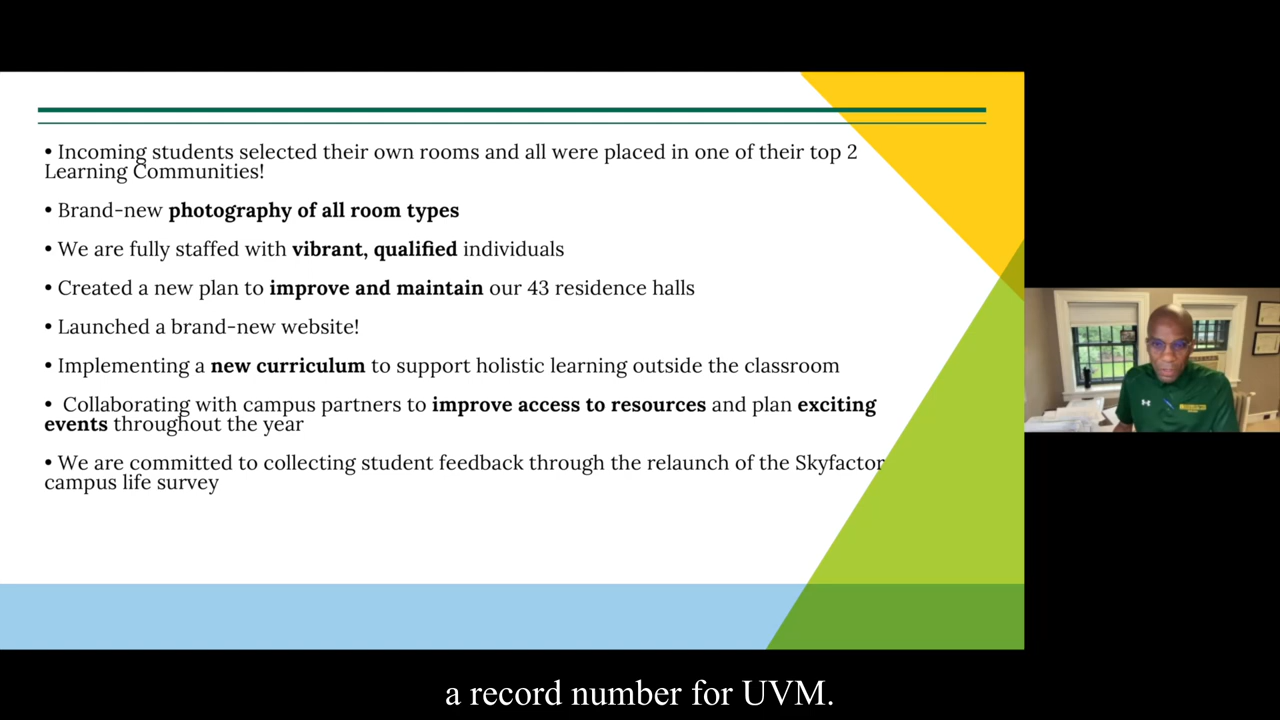 • Incoming students selected their own rooms and all were placed in one of their top 2
Learning Communities!
• Brand-new photography of all room types
• We are fully staffed with vibrant, qualified individuals
• Created a new plan to improve and maintain our 43 residence halls
• Launched a brand-new website!
• Implementing a new curriculum to support holistic learning outside the classroom
• Collaborating with campus partners to improve access to resources and plan exciting
events throughout the year
• We are committed to collecting student feedback through the relaunch of the Skyfactor
campus life survey
a record number for UVM.